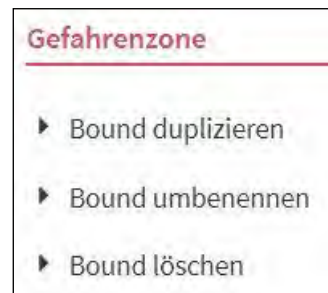 Gefahrenzone
Bound duplizieren
Bound umbenennen
Bound löschen